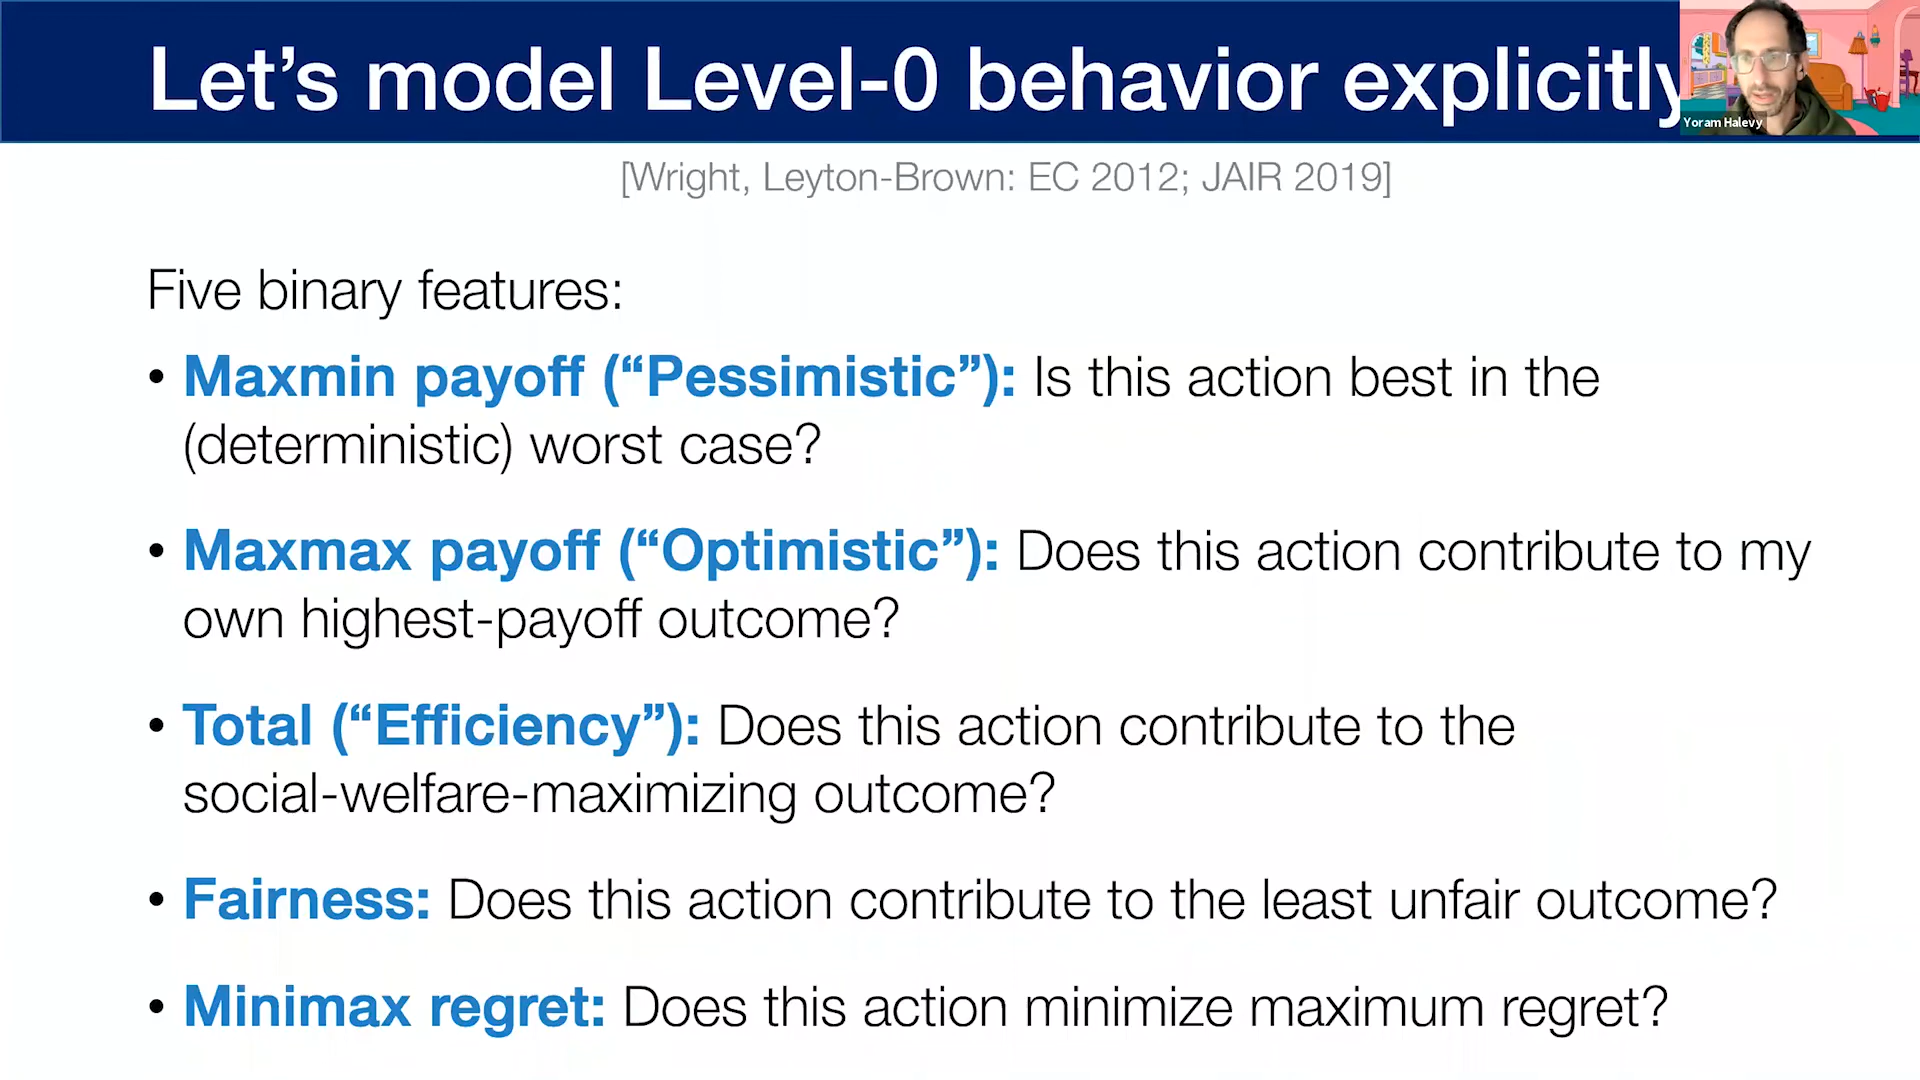 Let’s model Level-0 behavior explicitly
Yoram Halevy
[Wright, Leyton-Brown: EC 2012; JAIR 2019]
Five binary features:
• Maxmin payoff (“Pessimistic”): Is this action best in the
(deterministic) worst case?
• Maxmax payoff (“Optimistic”): Does this action contribute to my
own highest-payoff outcome?
• Total (“Efficiency”): Does this action contribute to the
social-welfare-maximizing outcome?
• Fairness: Does this action contribute to the least unfair outcome?
• Minimax regret: Does this action minimize maximum regret?